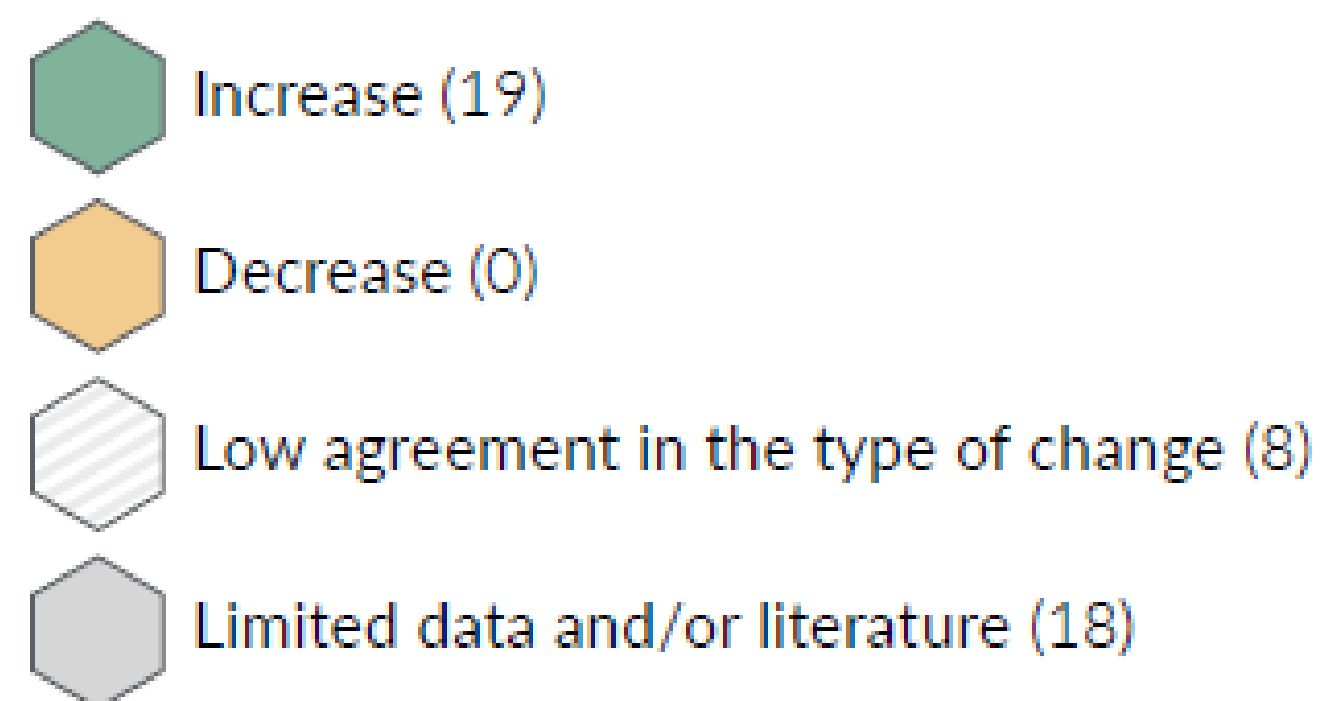 Increase (19)
Decrease (0)
Low agreement in the type of change (8)
Limited data and/or literature (18)